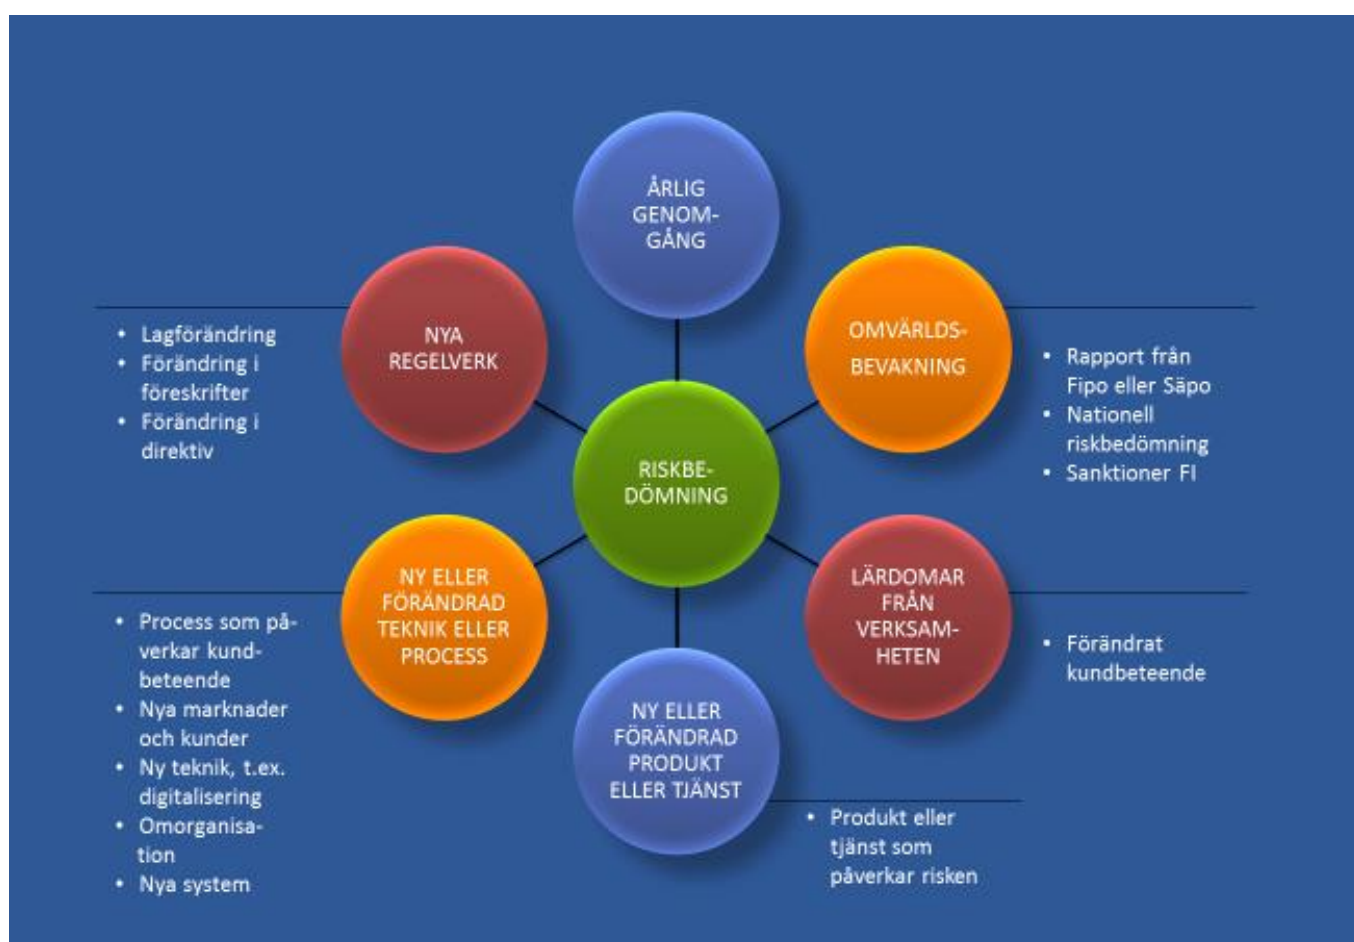 ÅRLIG
GENOM-
GÅNG
OMVÄRLDS-
BEVAKNING
• Rapport från
Fipo eller Säpo
• Nationell
riskbedömning
• Sanktioner FI
LÄRDOMAR
FRÅN
VERKSAM-
HETEN
• Förändrat
kundbeteende
NY ELLER
FÖRÄNDRAD
PRODUKT
ELLER TJÄNST
• Produkt eller
tjänst som
påverkar risken
NY ELLER
FÖRÄNDRAD
TEKNIK ELLER
PROCESS
• Process som på-
verkar kund-
beteende
• Nya marknader
och kunder
• Ny teknik, t.ex.
digitalisering
• Omorganisa-
tion
• Nya system
NYA
REGELVERK
• Lagförändring
• Förändring i
föreskrifter
• Förändring i
direktiv
RISKBE-
DÖMNING